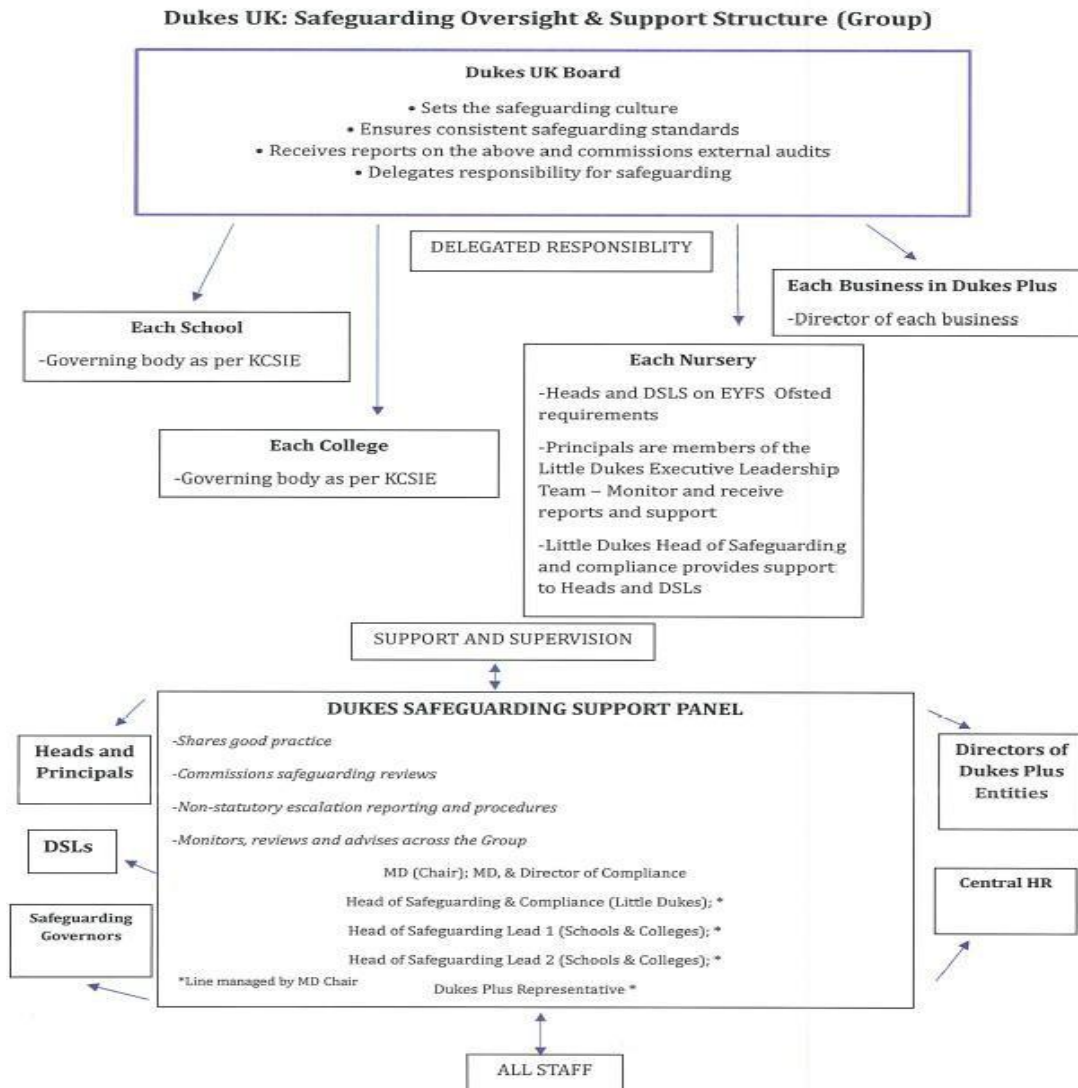 Dukes UK: Safeguarding Oversight & Support Structure (Group)
Dukes UK Board
• Sets the safeguarding culture
• Ensures consistent safeguarding standards
• Receives reports on the above and commissions external audits
• Delegates responsibility for safeguarding
DELEGATED RESPONSIBLITY
Each School
-Governing body as per KCSIE
Each College
-Governing body as per KCSIE
Each Nursery
-Heads and DSLS on EYFS Ofsted
requirements
-Principals are members of the
Little Dukes Executive Leadership
Team – Monitor and receive
reports and support
-Little Dukes Head of Safeguarding
and compliance provides support
to Heads and DSLs
Each Business in Dukes Plus
-Director of each business
SUPPORT AND SUPERVISION
DUKES SAFEGUARDING SUPPORT PANEL
-Shares good practice
-Commissions safeguarding reviews
-Non-statutory escalation reporting and procedures
-Monitors, reviews and advises across the Group
MD (Chair); MD, & Director of Compliance
Head of Safeguarding & Compliance (Little Dukes); *
Head of Safeguarding Lead 1 (Schools & Colleges); *
Head of Safeguarding Lead 2 (Schools & Colleges); *
*Line managed by MD Chair
Dukes Plus Representative *
Heads and
Principals
DSLs
Safeguarding
Governors
Directors of
Dukes Plus
Entities
Central HR
ALL STAFF